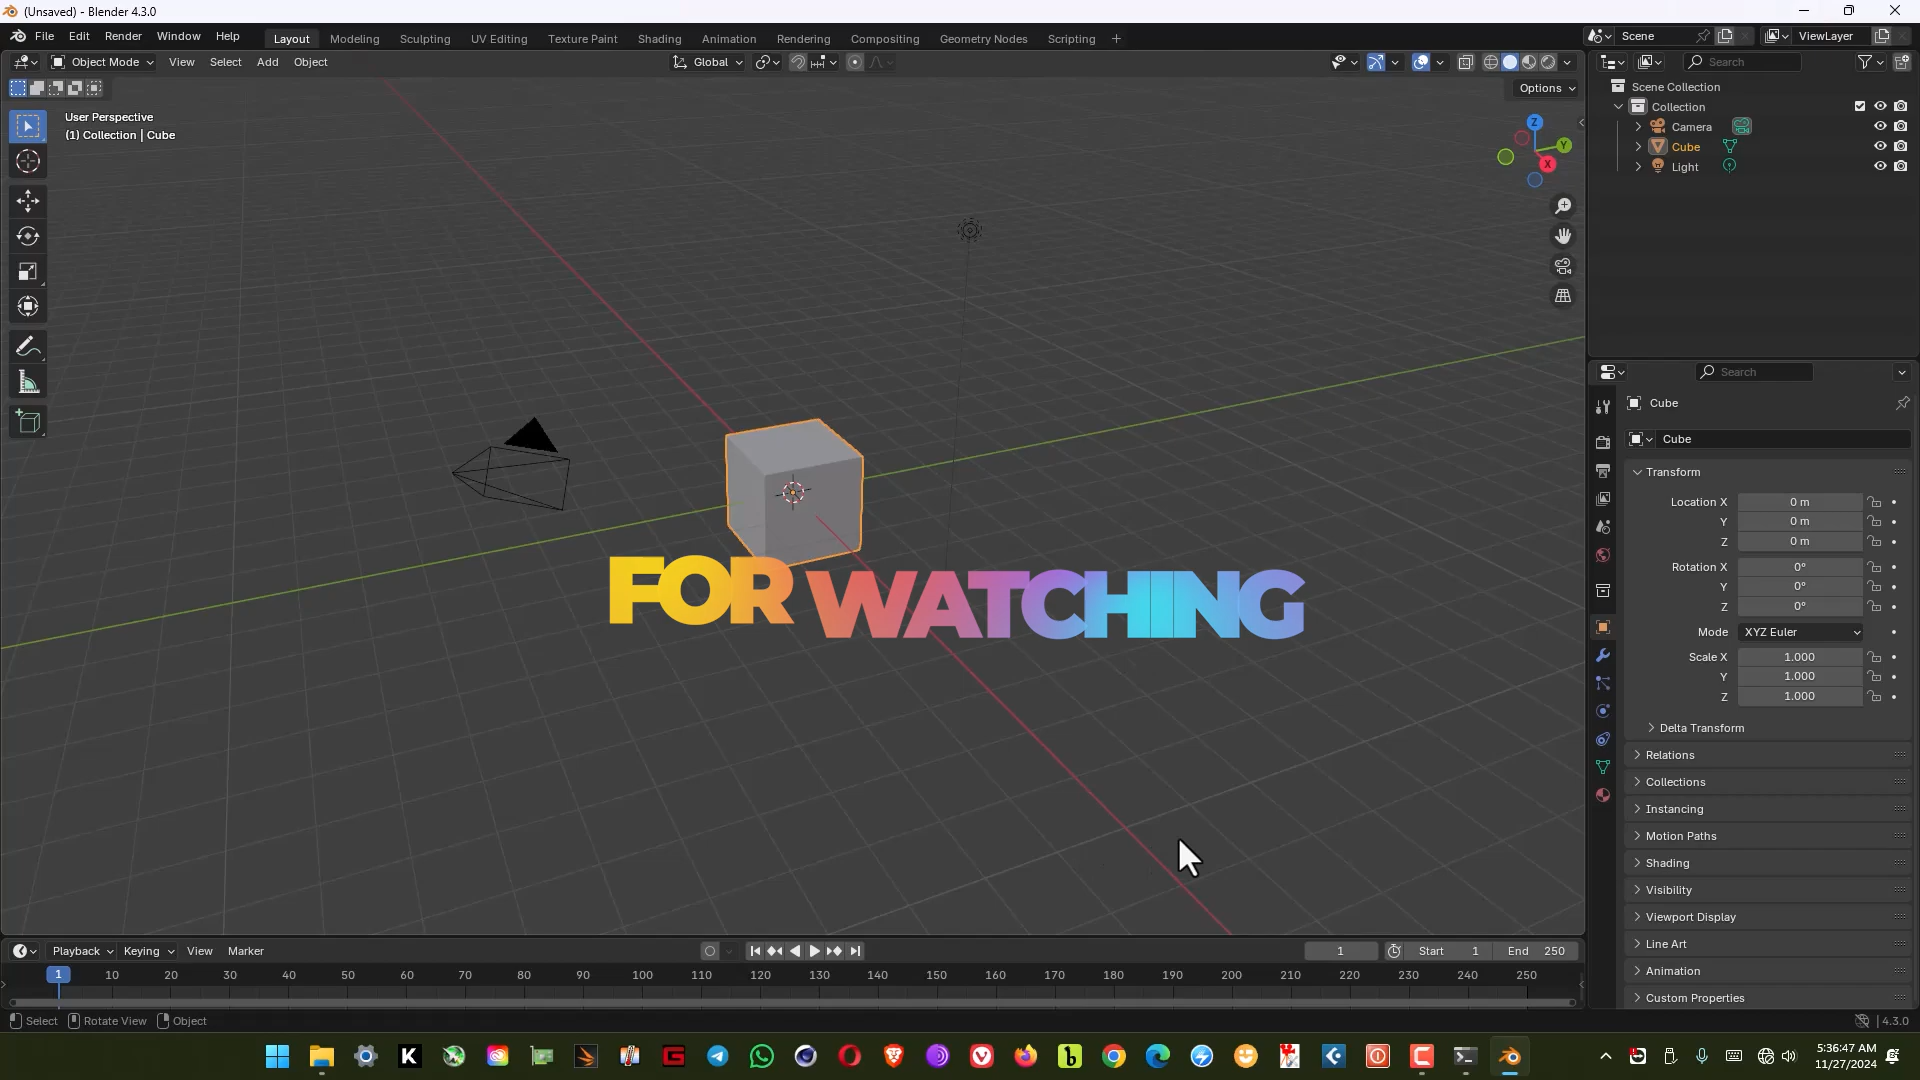 (Unsaved) - Blender 4.3.0
File Edit Render Window Help Layout Modeling Sculpting UV Editing Texture Paint Shading Animation Rendering Compositing Geometry Nodes Scripting + Scene ViewLayer
Object Mode View Select Add Object Global Search
Options
User Perspective
(1) Collection | Cube
Z
Y
X
Scene Collection
Collection
Camera
Cube
Light
Search
Cube
Cube
Transform
Location X 0 m
Y 0 m
Z 0 m
Rotation X 0°
Y 0°
Z 0°
Mode XYZ Euler
Scale X 1.000
Y 1.000
Z 1.000
Delta Transform
Relations
Collections
Instancing
Motion Paths
Shading
Visibility
Viewport Display
Line Art
Animation
Custom Properties
FOR WATCHING
Playback Keying View Marker 1 Start 1 End 250
1 10 20 30 40 50 60 70 80 90 100 110 120 130 140 150 160 170 180 190 200 210 220 230 240 250
Select Rotate View Object 4.3.0
5:36:47 AM
11/27/2024